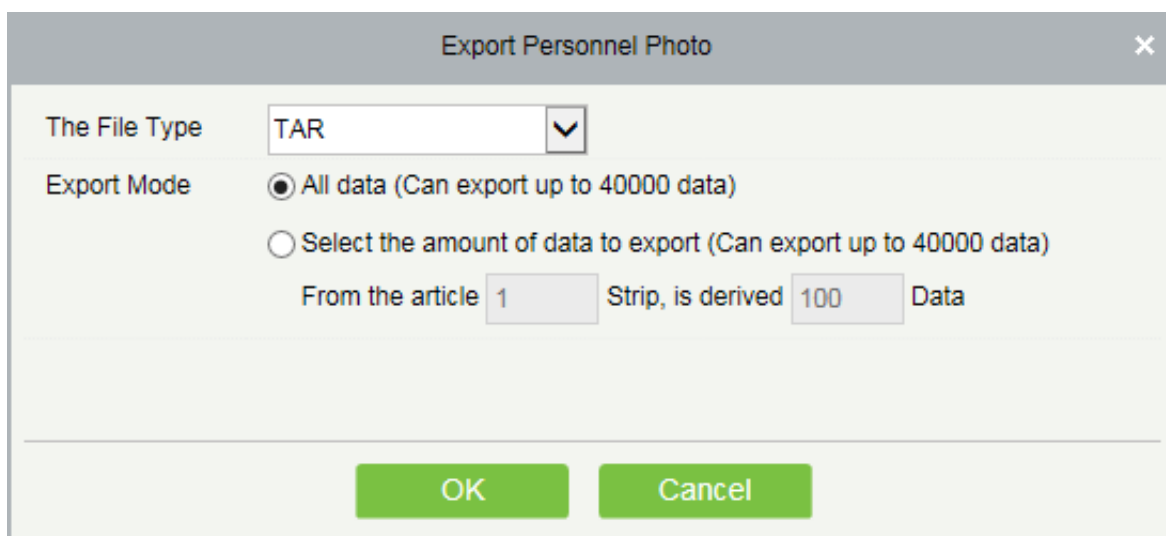 Export Personnel Photo
The File Type TAR
Export Mode All data (Can export up to 40000 data)
Select the amount of data to export (Can export up to 40000 data)
From the article 1 Strip, is derived 100 Data
OK Cancel